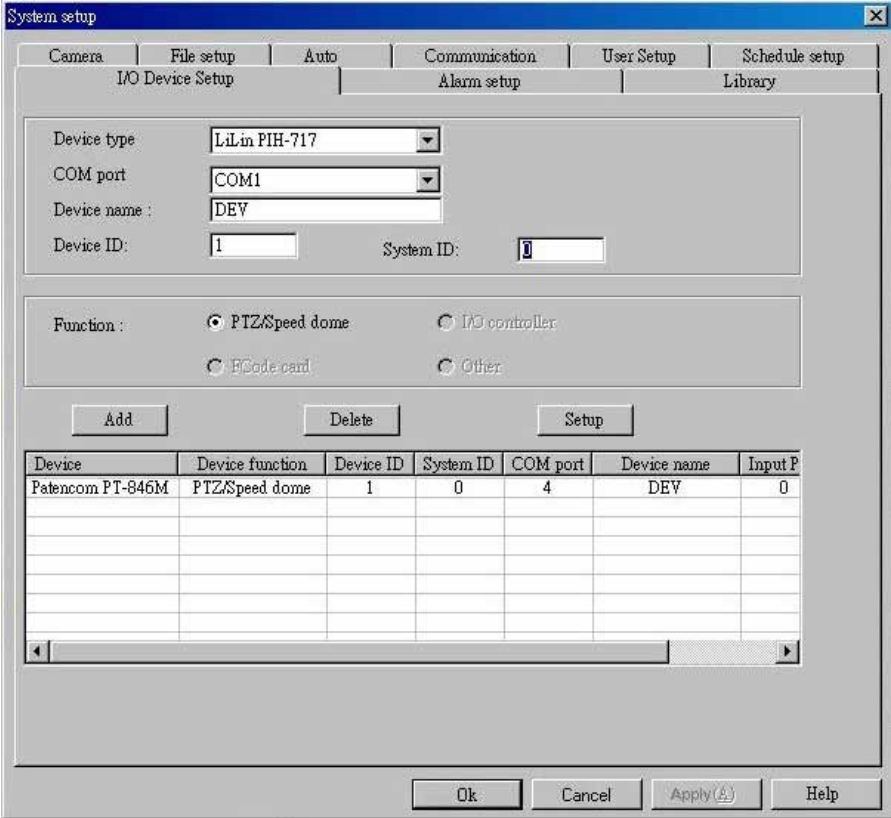 System setup
Camera File setup Auto Communication User Setup Schedule setup
I/O Device Setup Alarm setup Library
Device type LiLin PIH-717
COM port COM1
Device name : DEV
Device ID: 1 System ID: 0
Function : PTZ/Speed dome I/O controller
FCode card Other
Add Delete Setup
Device Device function Device ID System ID COM port Device name Input P
Patencom PT-846M PTZ/Speed dome 1 0 4 DEV 0
Ok Cancel Apply(A) Help